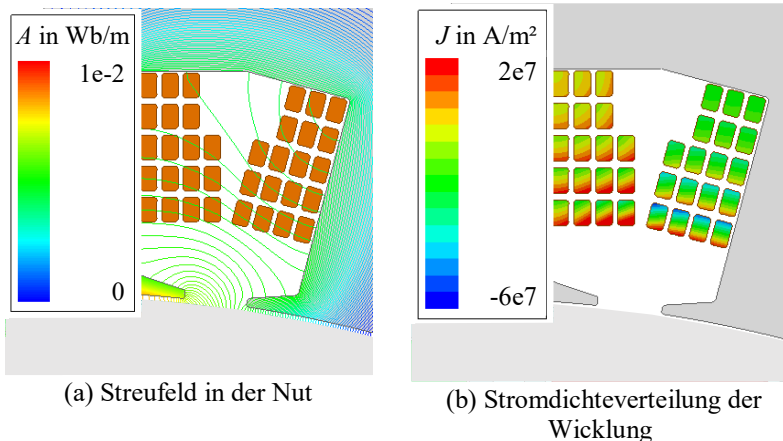 A in Wb/m
1e-2
0
(a) Streufeld in der Nut
J in A/m²
2e7
-6e7
(b) Stromdichteverteilung der
Wicklung